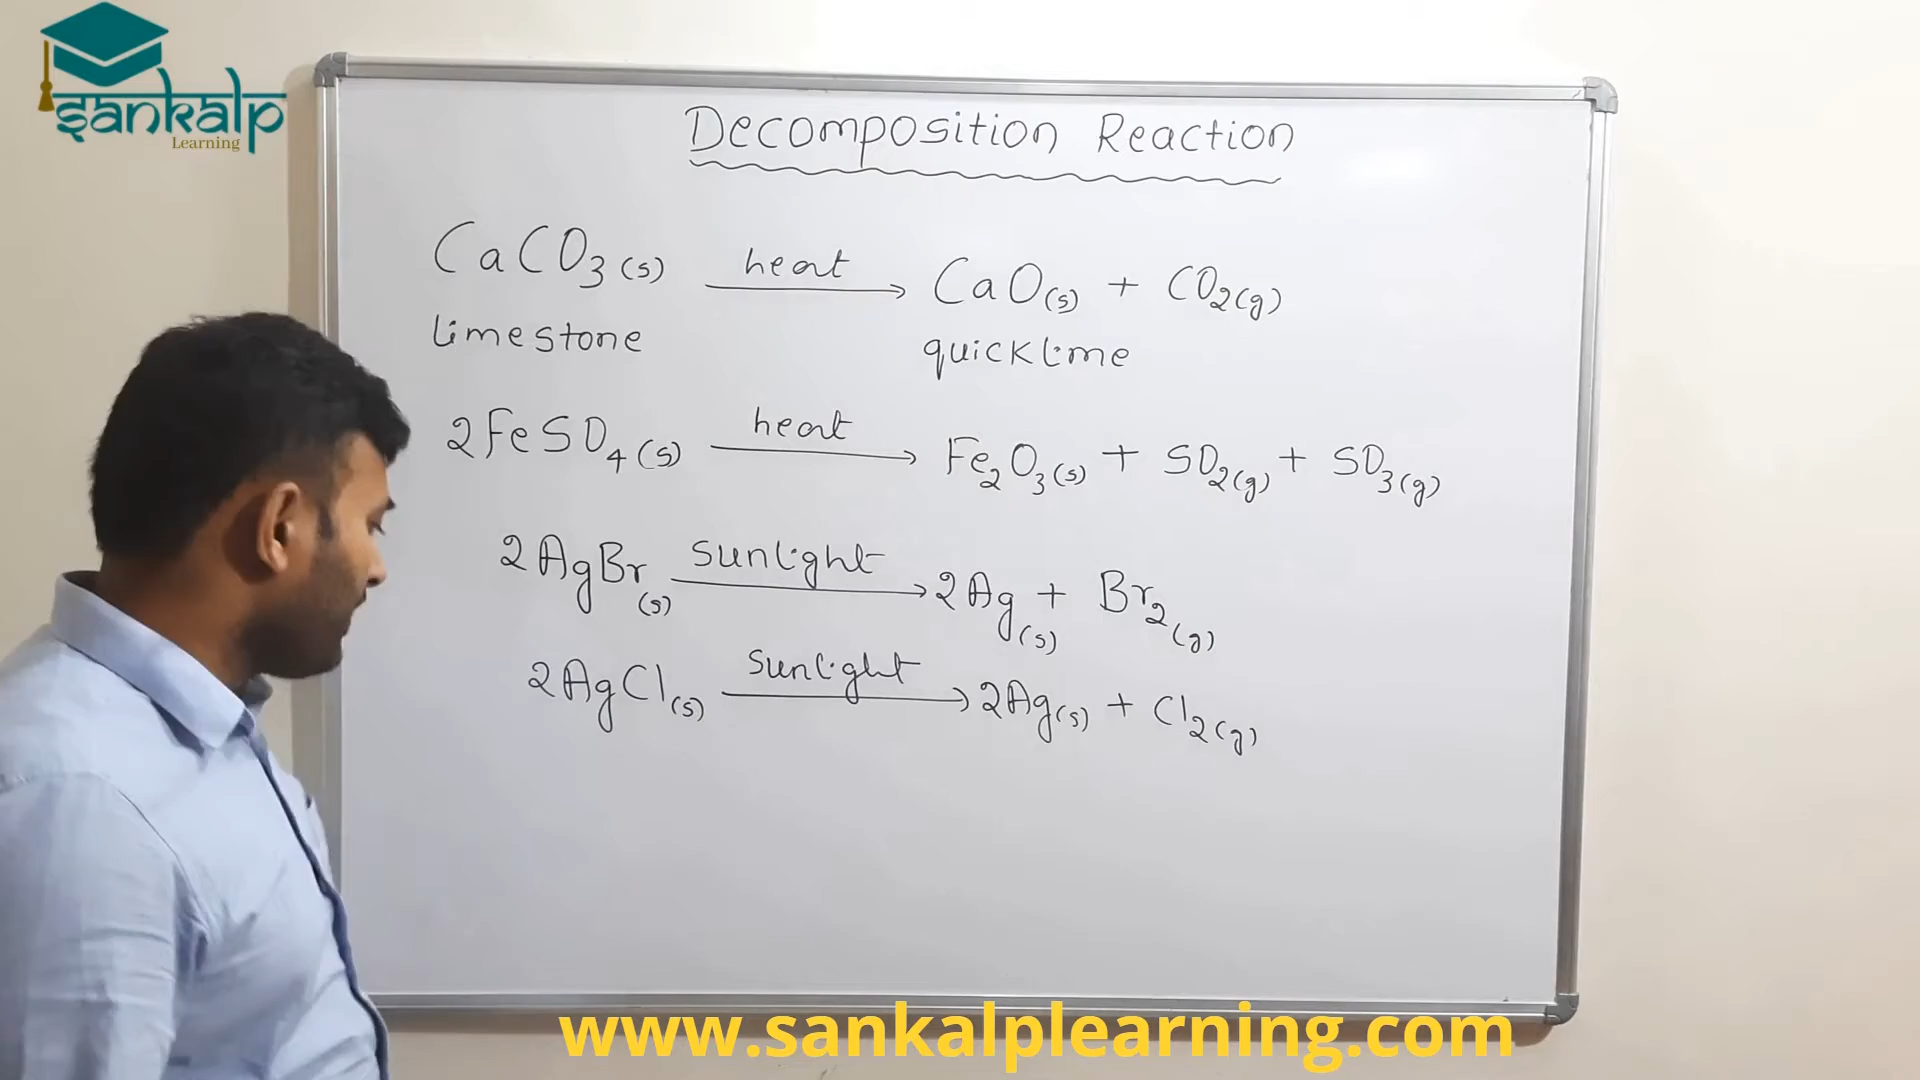 sankalp
Learning
Decomposition Reaction
CaCO₃(s) heat→ CaO(s) + CO₂(g)
limestone quicklime
2FeSO₄(s) heat→ Fe₂O₃(s) + SO₂(g) + SO₃(g)
2AgBr(s) sunlight→ 2Ag(s) + Br₂(g)
2AgCl(s) sunlight→ 2Ag(s) + Cl₂(g)
www.sankalplearning.com